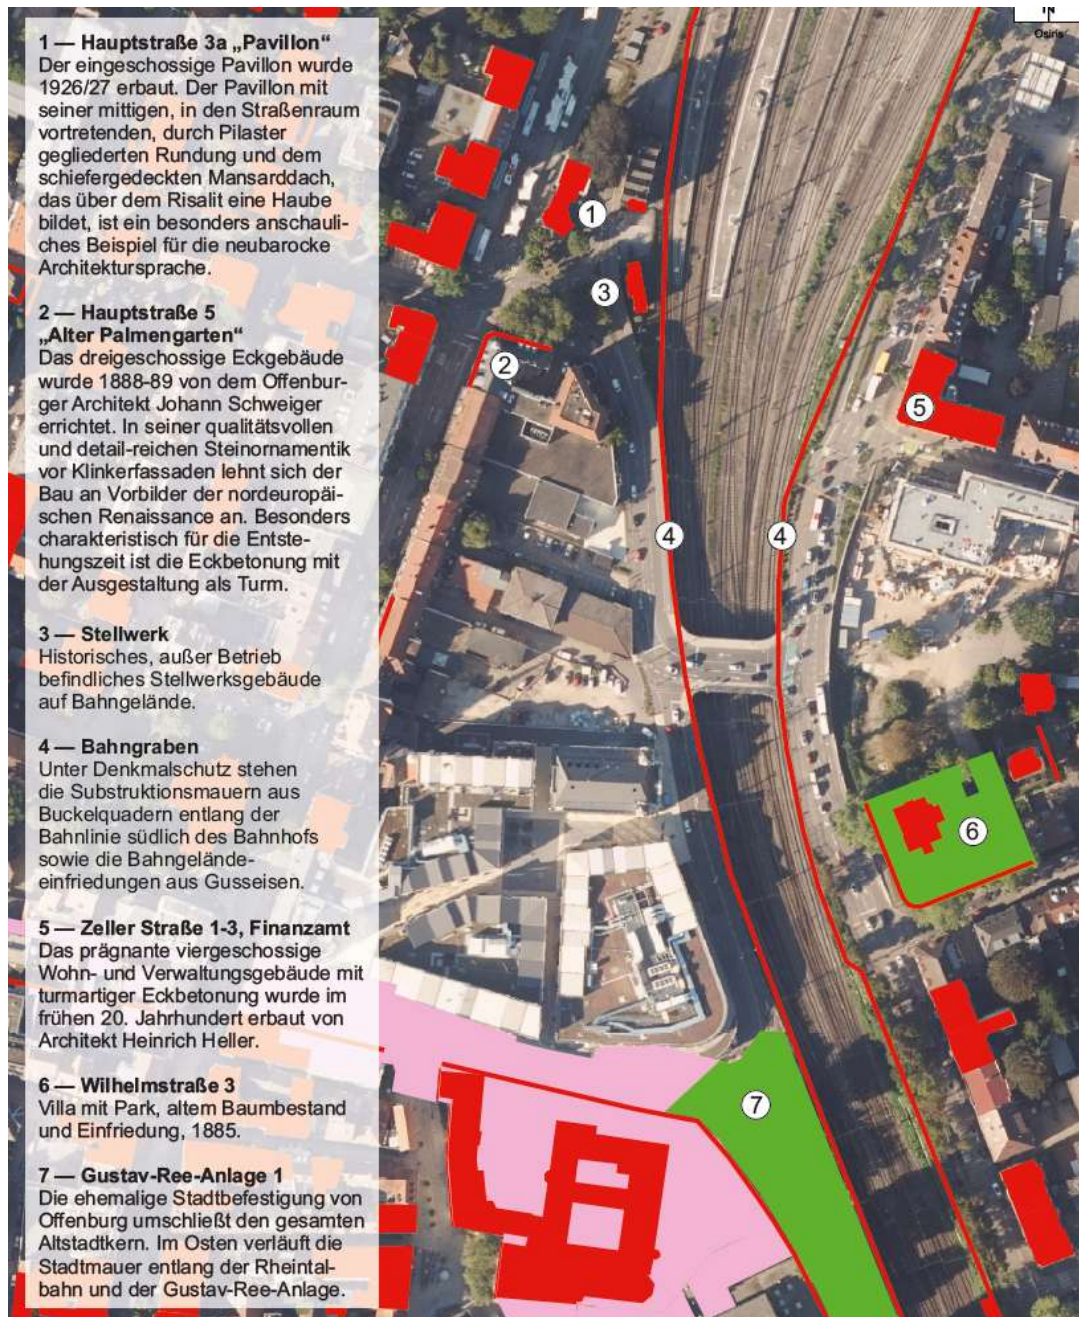 1 — Hauptstraße 3a „Pavillon“
Der eingeschossige Pavillon wurde
1926/27 erbaut. Der Pavillon mit
seiner mittigen, in den Straßenraum
vortretenden, durch Pilaster
gegliederten Rundung und dem
schiefergedeckten Mansarddach,
das über dem Risalit eine Haube
bildet, ist ein besonders anschauli-
ches Beispiel für die neubarocke
Architektursprache.
2 — Hauptstraße 5
„Alter Palmengarten“
Das dreigeschossige Eckgebäude
wurde 1888-89 von dem Offenbur-
ger Architekt Johann Schweiger
errichtet. In seiner qualitätsvollen
und detail-reichen Steinornamentik
vor Klinkerfassaden lehnt sich der
Bau an Vorbilder der nordeuropäi-
schen Renaissance an. Besonders
charakteristisch für die Entste-
hungszeit ist die Eckbetonung mit
der Ausgestaltung als Turm.
3 — Stellwerk
Historisches, außer Betrieb
befindliches Stellwerksgebäude
auf Bahngelände.
4 — Bahngraben
Unter Denkmalschutz stehen
die Substruktionsmauern aus
Buckelquadern entlang der
Bahnlinie südlich des Bahnhofs
sowie die Bahngelände-
einfriedungen aus Gusseisen.
5 — Zeller Straße 1-3, Finanzamt
Das prägnante viergeschossige
Wohn- und Verwaltungsgebäude mit
turmartiger Eckbetonung wurde im
frühen 20. Jahrhundert erbaut von
Architekt Heinrich Heller.
6 — Wilhelmstraße 3
Villa mit Park, altem Baumbestand
und Einfriedung, 1885.
7 — Gustav-Ree-Anlage 1
Die ehemalige Stadtbefestigung von
Offenburg umschließt den gesamten
Altstadtkern. Im Osten verläuft die
Stadtmauer entlang der Rheintal-
bahn und der Gustav-Ree-Anlage.
N
Osiris
1
3
2
5
4
4
6
7